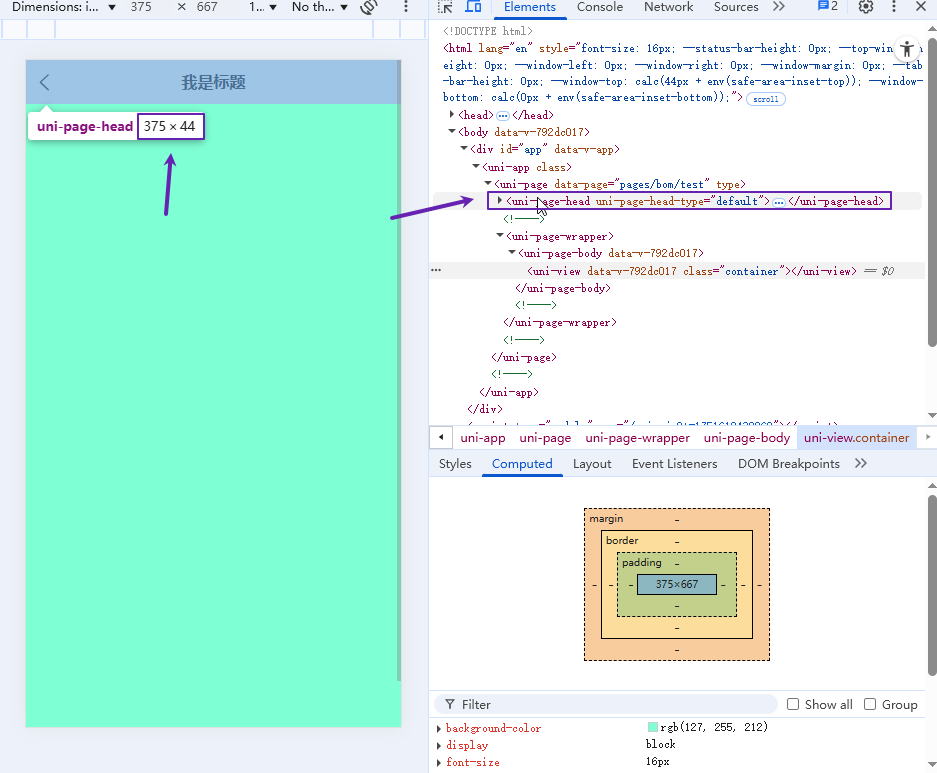 Dimensions: i... ▼ 375 × 667 1... ▼ No th... ▼
Elements Console Network Sources 2
我是标题
uni-page-head 375 × 44
<!DOCTYPE html>
<html lang="en" style="font-size: 16px; --status-bar-height: 0px; --top-window-h
eight: 0px; --window-left: 0px; --window-right: 0px; --window-margin: 0px; --tab
-bar-height: 0px; --window-top: calc(44px + env(safe-area-inset-top)); --window-
bottom: calc(0px + env(safe-area-inset-bottom));"> scroll
<head> ⋯ </head>
<body data-v-792dc017>
<div id="app" data-v-app>
<uni-app class>
<uni-page data-page="pages/bom/test" type>
<uni-page-head uni-page-head-type="default"> ⋯ </uni-page-head>
<!---->
<uni-page-wrapper>
<uni-page-body data-v-792dc017>
<uni-view data-v-792dc017 class="container"></uni-view> == $0
</uni-page-body>
<!---->
</uni-page-wrapper>
<!---->
</uni-page>
<!---->
</uni-app>
</div>
uni-app uni-page uni-page-wrapper uni-page-body uni-view.container
Styles Computed Layout Event Listeners DOM Breakpoints
margin -
border -
padding -
- - - 375×667 - - -
-
-
-
Filter Show all Group
background-color rgb(127, 255, 212)
display block
font-size 16px